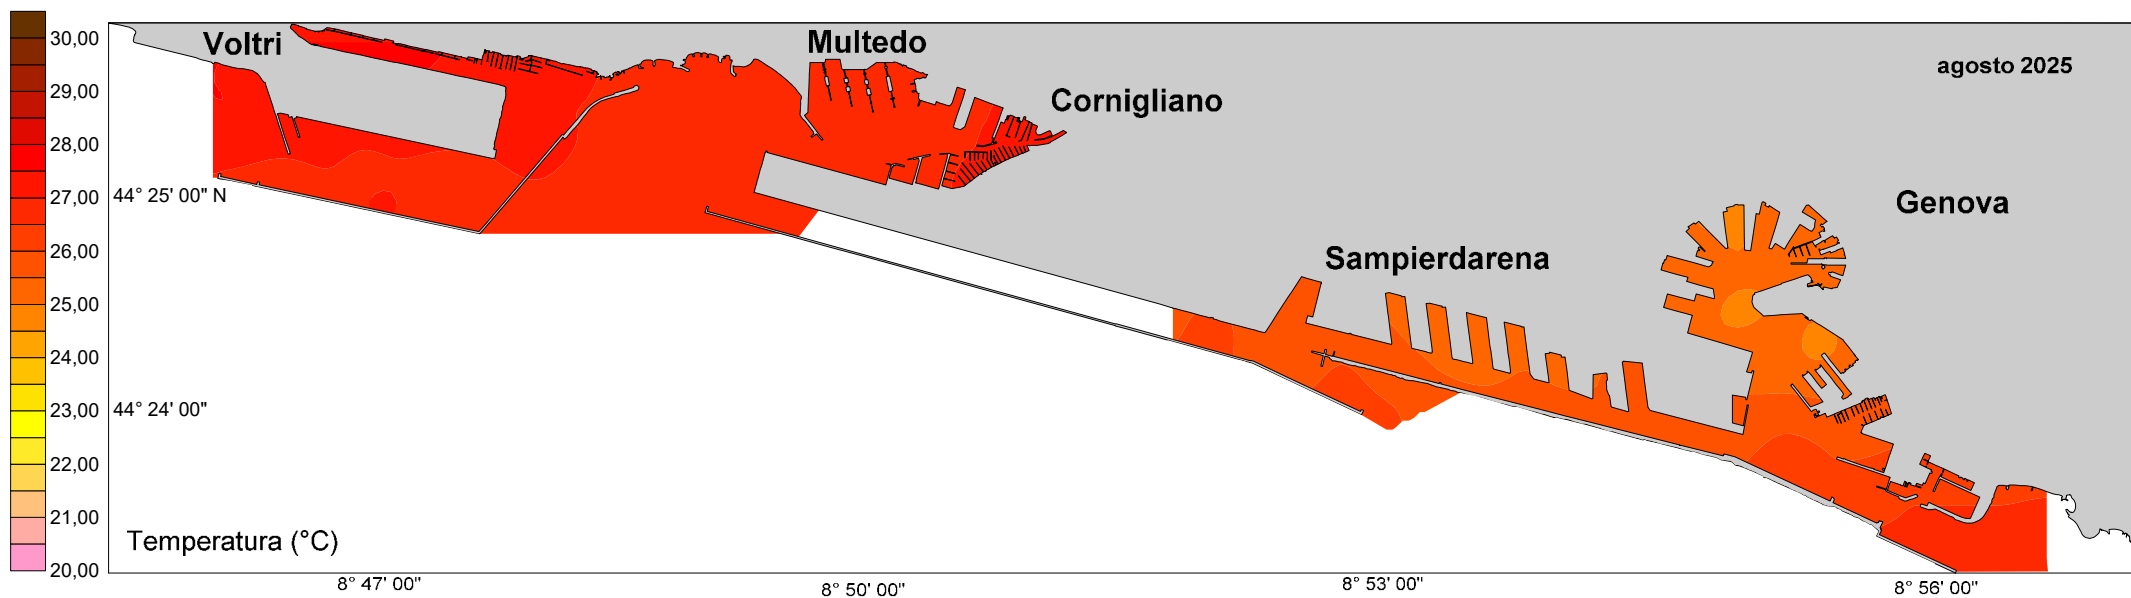 Voltri
Multedo
Cornigliano
agosto 2025
Genova
Sampierdarena
30,00
29,00
28,00
27,00
26,00
25,00
24,00
23,00
22,00
21,00
20,00
44° 25' 00" N
44° 24' 00"
Temperatura (°C)
8° 47' 00"
8° 50' 00"
8° 53' 00"
8° 56' 00"